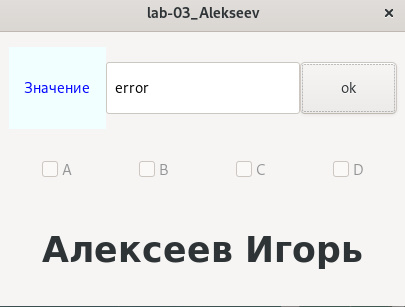 lab-03_Alekseev ×
Значение error ok
A B C D
Алексеев Игорь